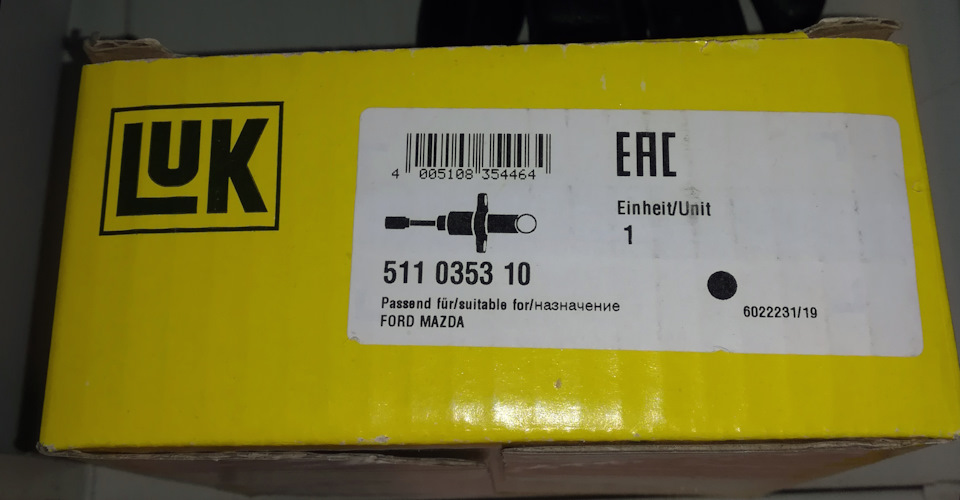 LUK
4 005108 354464
EAC
Einheit/Unit
1
511 0353 10
Passend für/suitable for/назначение
FORD MAZDA
6022231/19